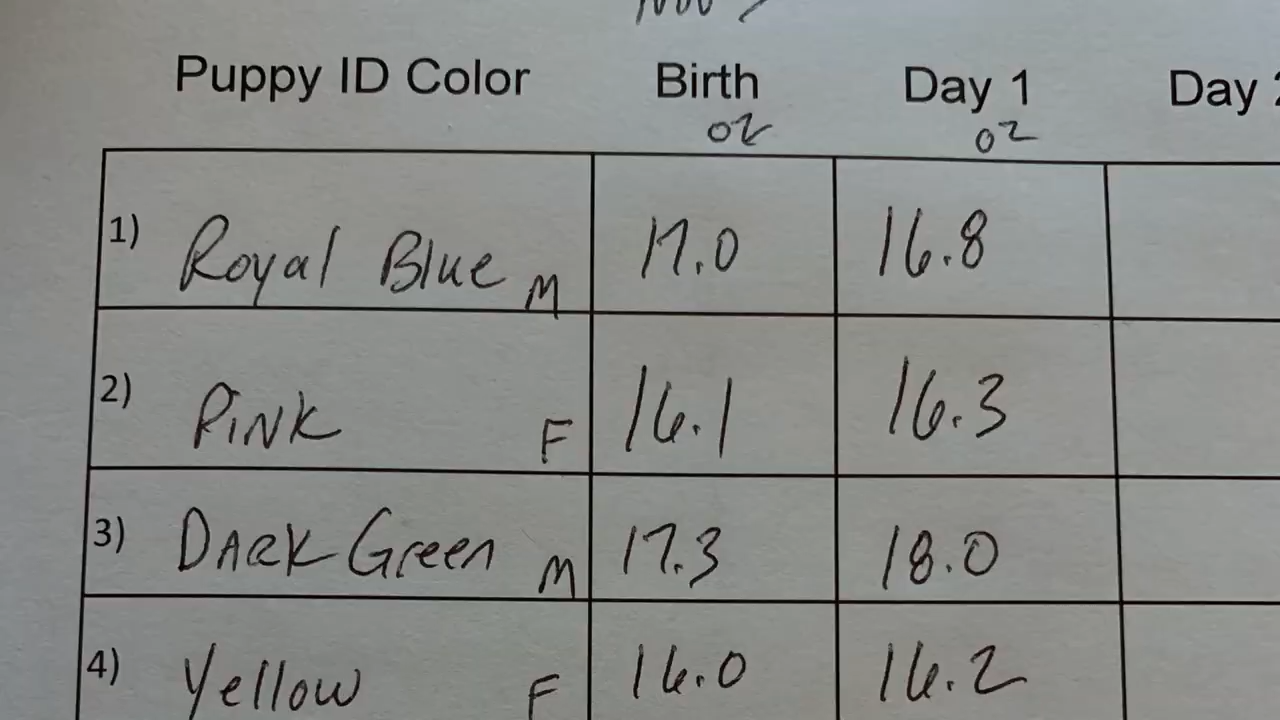 Puppy ID Color Birth Day 1 Day
oz oz
1) Royal Blue M 17.0 16.8
2) Pink F 16.1 16.3
3) Dark Green M 17.3 18.0
4) Yellow F 16.0 16.2